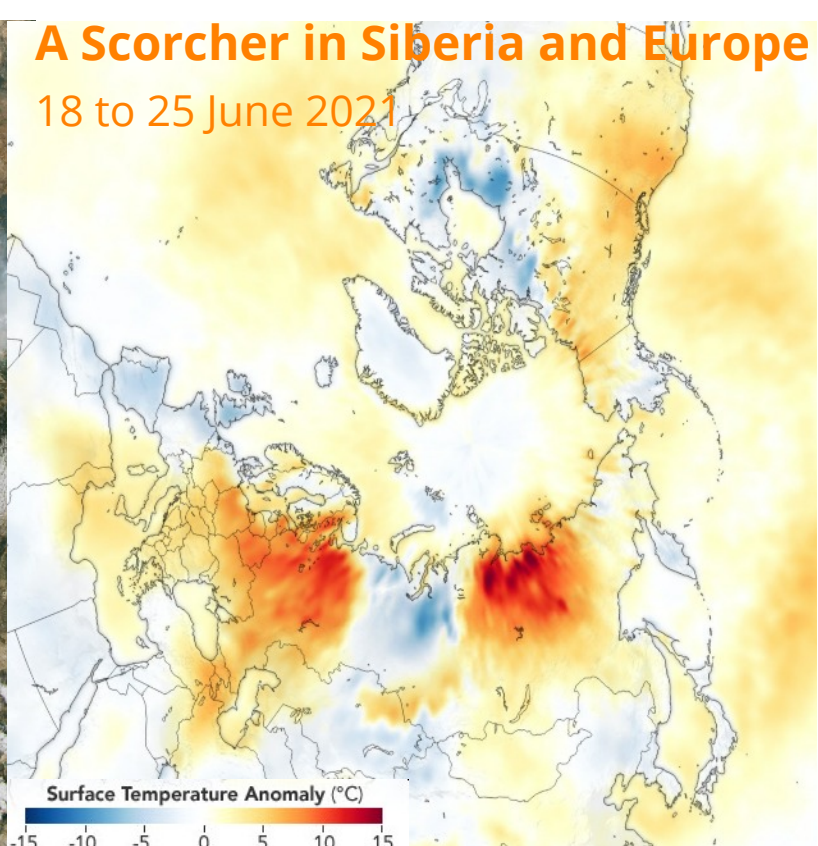 A Scorcher in Siberia and Europe
18 to 25 June 2021
Surface Temperature Anomaly (°C)
-15 -10 -5 0 5 10 15